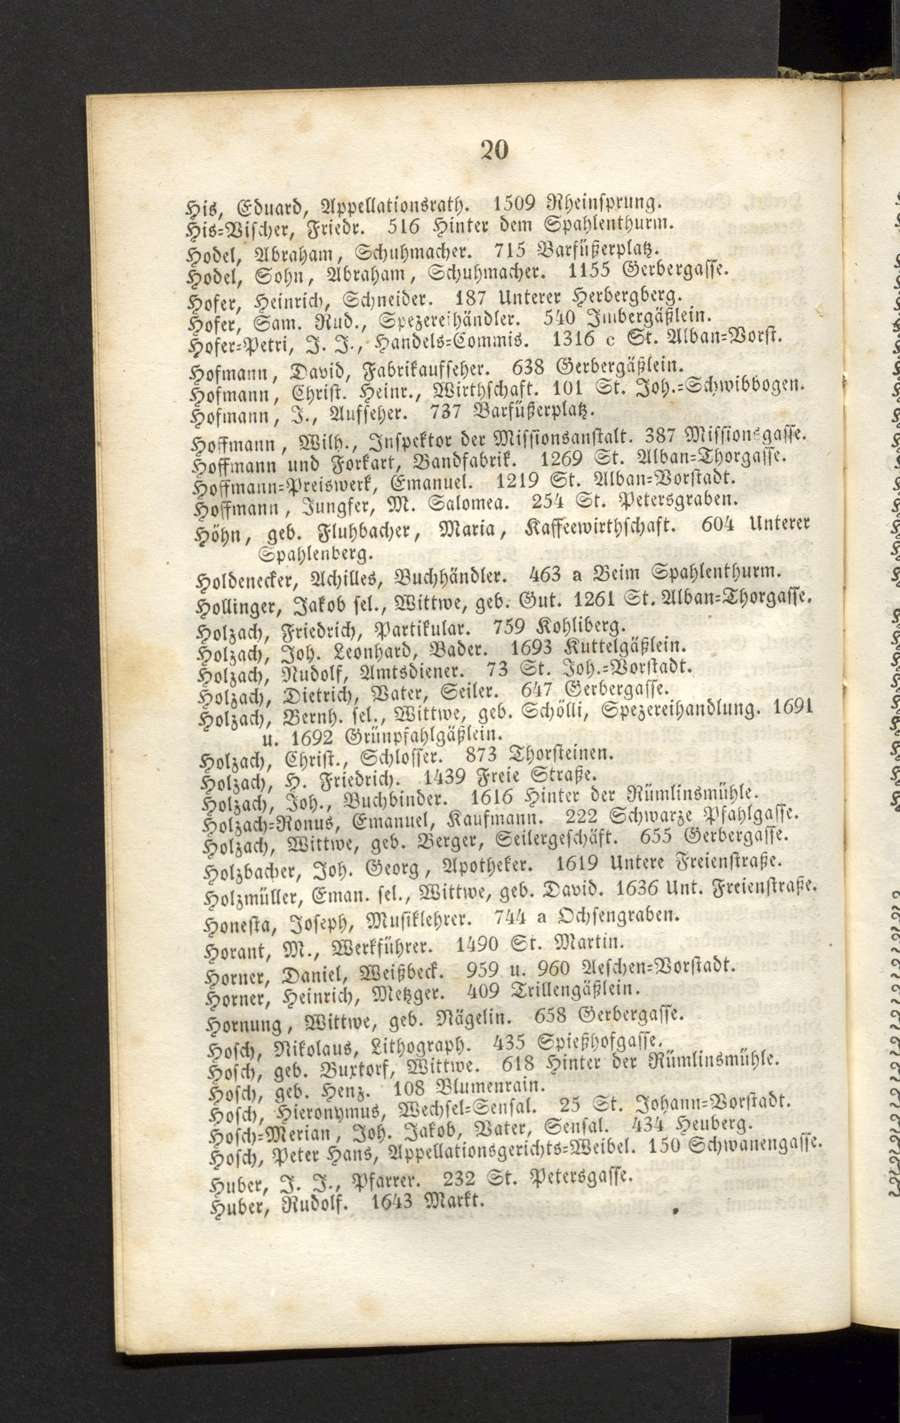 20
His, Eduard, Appellationsrath. 1509 Rheinsprung.
His-Vischer, Friedr. 516 Hinter dem Spahlenthurm.
Hodel, Abraham, Schuhmacher. 715 Barfüßerplatz.
Hodel, Sohn, Abraham, Schuhmacher. 1155 Gerbergasse.
Hofer, Heinrich, Schneider. 187 Unterer Herbergberg.
Hofer, Sam. Rud., Spezereihändler. 540 Imbergäßlein.
Hofer-Petri, J. J., Handels-Commis. 1316 c St. Alban-Vorst.
Hofmann, David, Fabrikaufseher. 638 Gerbergäßlein.
Hofmann, Christ. Heinr., Wirthschaft. 101 St. Joh.-Schwibbogen.
Hofmann, J., Aufseher. 737 Barfüßerplatz.
Hoffmann, Wilh., Inspektor der Missionsanstalt. 387 Missionsgasse.
Hoffmann und Forkart, Bandfabrik. 1269 St. Alban-Thorgasse.
Hoffmann-Preiswerk, Emanuel. 1219 St. Alban-Vorstadt.
Hoffmann, Jungfer, M. Salomea. 254 St. Petersgraben.
Höhn, geb. Fluhbacher, Maria, Kaffeewirthschaft. 604 Unterer
Spahlenberg.
Holdenecker, Achilles, Buchhändler. 463 a Beim Spahlenthurm.
Hollinger, Jakob sel., Wittwe, geb. Gut. 1261 St. Alban-Thorgasse.
Holzach, Friedrich, Partikular. 759 Kohliberg.
Holzach, Joh. Leonhard, Bader. 1693 Kuttelgäßlein.
Holzach, Rudolf, Amtsdiener. 73 St. Joh.-Vorstadt.
Holzach, Dietrich, Vater, Seiler. 647 Gerbergasse.
Holzach, Bernh. sel., Wittwe, geb. Schölli, Spezereihandlung. 1691
u. 1692 Grünpfahlgäßlein.
Holzach, Christ., Schlosser. 873 Thorsteinen.
Holzach, H. Friedrich. 1439 Freie Straße.
Holzach, Joh., Buchbinder. 1616 Hinter der Rümlinsmühle.
Holzach-Ronus, Emanuel, Kaufmann. 222 Schwarze Pfahlgasse.
Holzach, Wittwe, geb. Berger, Seilergeschäft. 655 Gerbergasse.
Holzbacher, Joh. Georg, Apotheker. 1619 Untere Freienstraße.
Holzmüller, Eman. sel., Wittwe, geb. David. 1636 Unt. Freienstraße.
Honesta, Joseph, Musiklehrer. 744 a Ochsengraben.
Horant, M., Werkführer. 1490 St. Martin.
Horner, Daniel, Weißbeck. 959 u. 960 Aeschen-Vorstadt.
Horner, Heinrich, Metzger. 409 Trillengäßlein.
Hornung, Wittwe, geb. Nägelin. 658 Gerbergasse.
Hosch, Nikolaus, Lithograph. 435 Spießhofgasse.
Hosch, geb. Buxtorf, Wittwe. 618 Hinter der Rümlinsmühle.
Hosch, geb. Henz. 108 Blumenrain.
Hosch, Hieronymus, Wechsel-Sensal. 25 St. Johann-Vorstadt.
Hosch-Merian, Joh. Jakob, Vater, Sensal. 434 Heuberg.
Hosch, Peter Hans, Appellationsgerichts-Weibel. 150 Schwanengasse.
Huber, J. J., Pfarrer. 232 St. Petersgasse.
Huber, Rudolf. 1643 Markt.